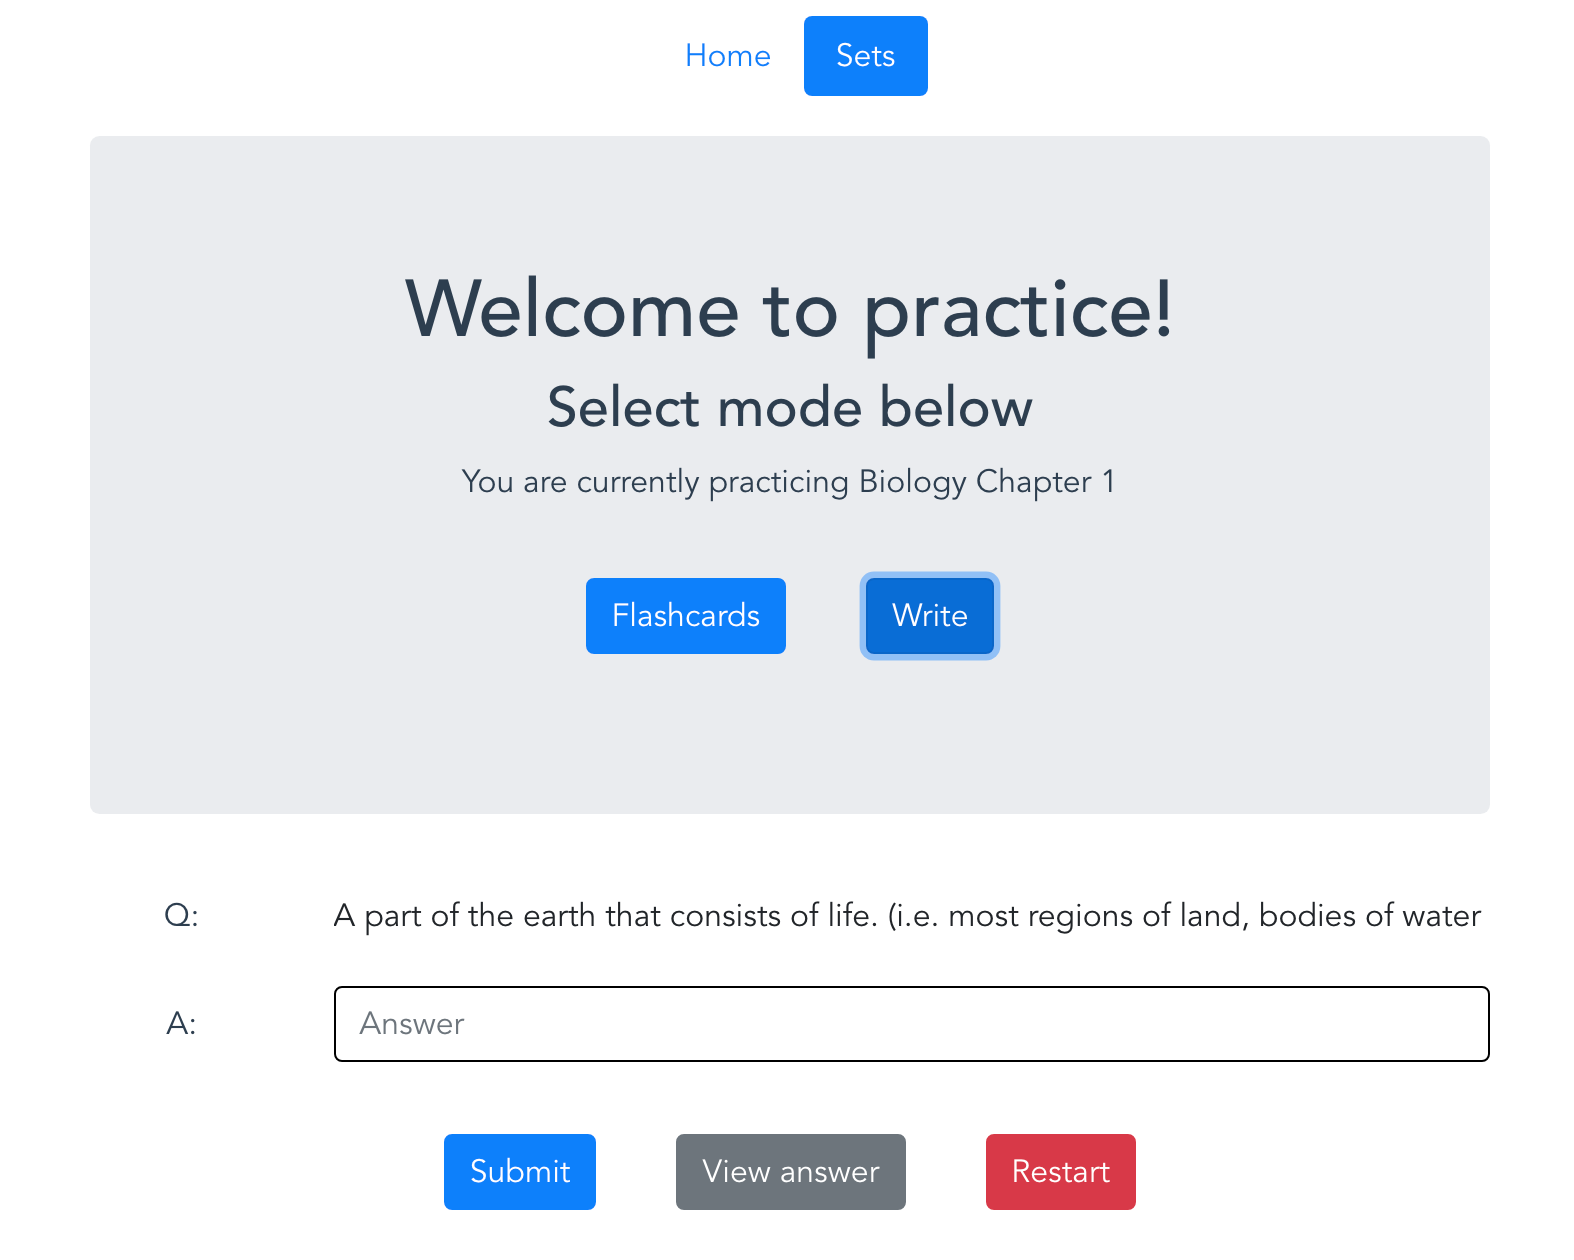 Home Sets
Welcome to practice!
Select mode below
You are currently practicing Biology Chapter 1
Flashcards Write
Q: A part of the earth that consists of life. (i.e. most regions of land, bodies of water
A: Answer
Submit View answer Restart